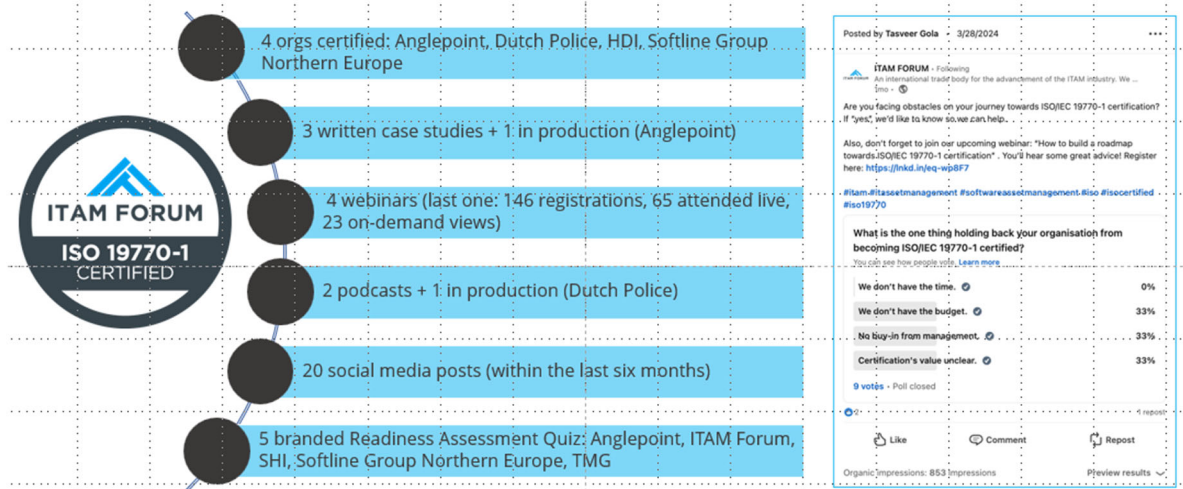 4 orgs certified: Anglepoint, Dutch Police, HDI, Softline Group
Northern Europe
3 written case studies + 1 in production (Anglepoint)
4 webinars (last one: 146 registrations, 65 attended live,
23 on-demand views)
2 podcasts + 1 in production (Dutch Police)
20 social media posts (within the last six months)
5 branded Readiness Assessment Quiz: Anglepoint, ITAM Forum,
SHI, Softline Group Northern Europe, TMG
ITAM FORUM
ISO 19770-1
CERTIFIED
Posted by Tasveer Gola • 3/28/2024
ITAM FORUM • Following
An international trade body for the advancement of the ITAM industry. We ...
1mo •
Are you facing obstacles on your journey towards ISO/IEC 19770-1 certification?
If "yes", we'd like to know so we can help.
Also, don't forget to join our upcoming webinar: "How to build a roadmap
towards ISO/IEC 19770-1 certification" . You'll hear some great advice! Register
here: https://lnkd.in/eq-wp8F7
#itam #itassetmanagement #softwareassetmanagement #iso #isocertified
#iso19770
What is the one thing holding back your organisation from
becoming ISO/IEC 19770-1 certified?
You can see how people vote. Learn more
We don't have the time. 0%
We don't have the budget. 33%
No buy-in from management. 33%
Certification's value unclear. 33%
9 votes • Poll closed
2 1 repost
Like Comment Repost
Organic impressions: 853 Impressions Preview results